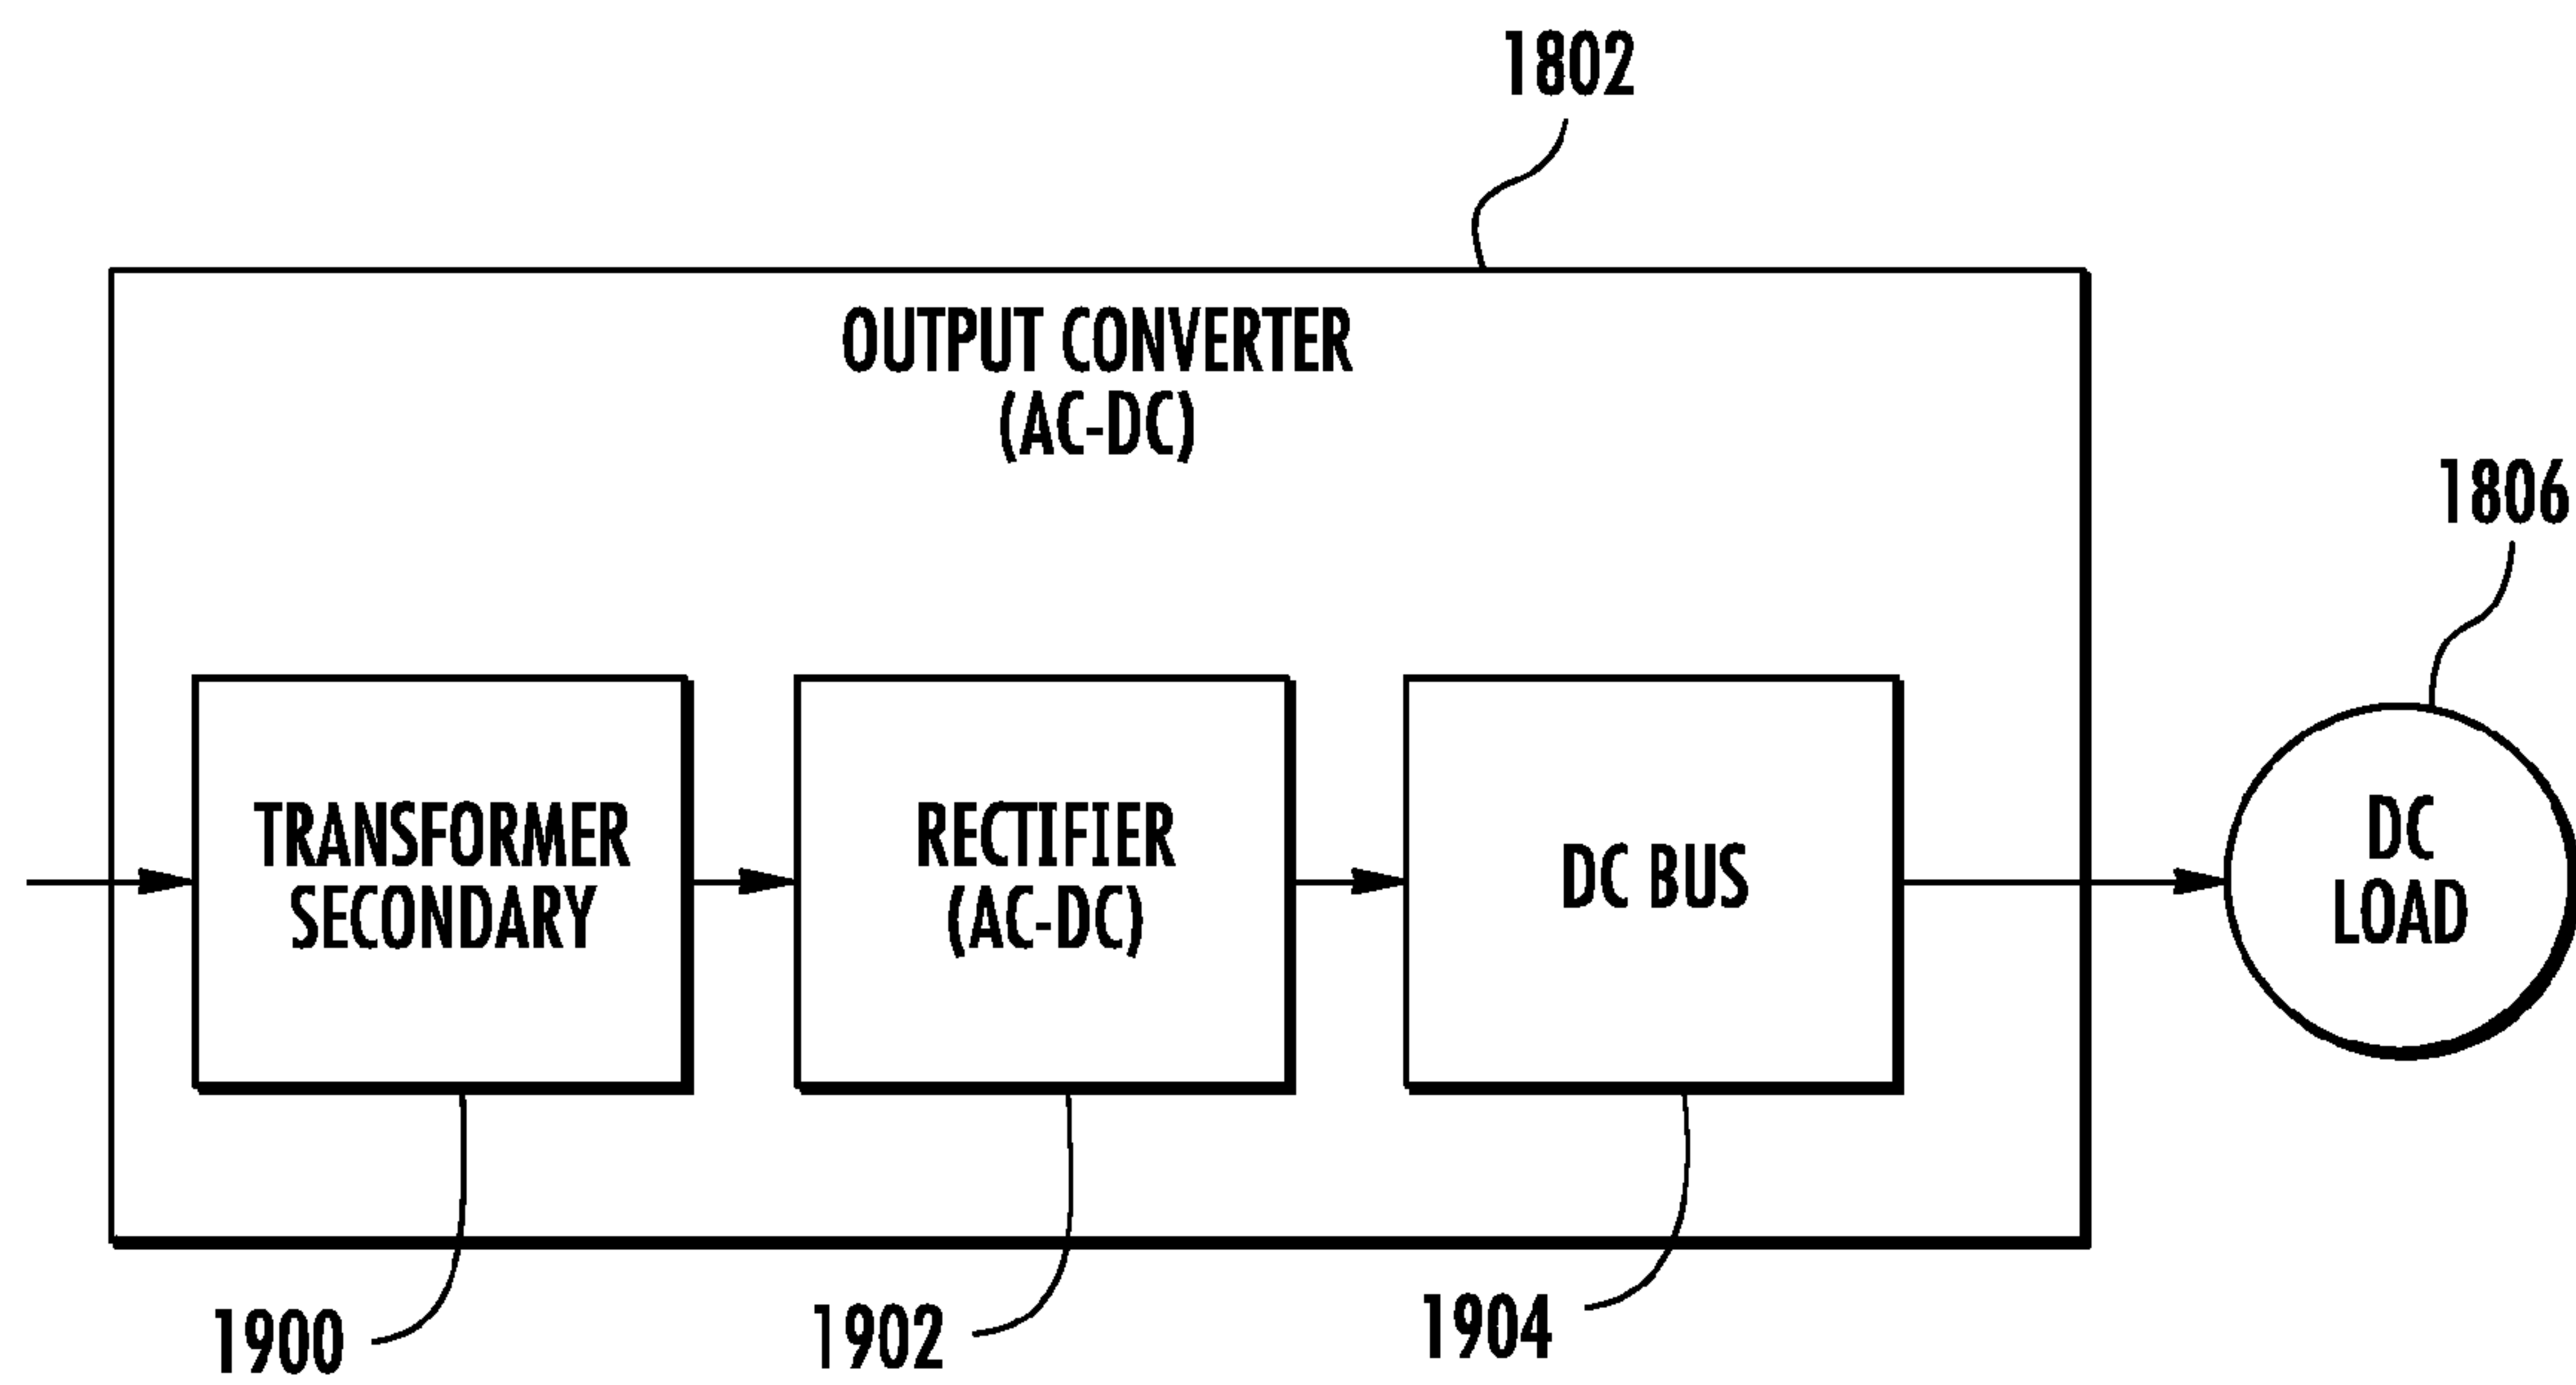 1802
OUTPUT CONVERTER
(AC-DC)
1806
TRANSFORMER
SECONDARY
RECTIFIER
(AC-DC)
DC BUS
DC
LOAD
1900
1902
1904